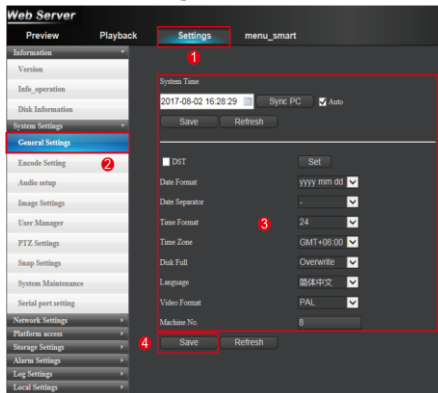 Web Server
Preview Playback Settings menu_smart
1
Information
Version
Info_operation
Disk Information
System Settings
General Settings
Encode Setting
2
Audio setup
Image Settings
User Manager
PTZ Settings
Snap Settings
System Maintenance
Serial port setting
Network Settings
Platform access
Storage Settings
Alarm Settings
Log Settings
Local Settings
System Time
2017-08-02 16:28:29 Sync PC Auto
Save Refresh
DST Set
Date Format yyyy mm dd
Date Separator -
Time Format 3 24
Time Zone GMT+08:00
Disk Full Overwrite
Language 简体中文
Video Format PAL
Machine No. 8
4 Save Refresh